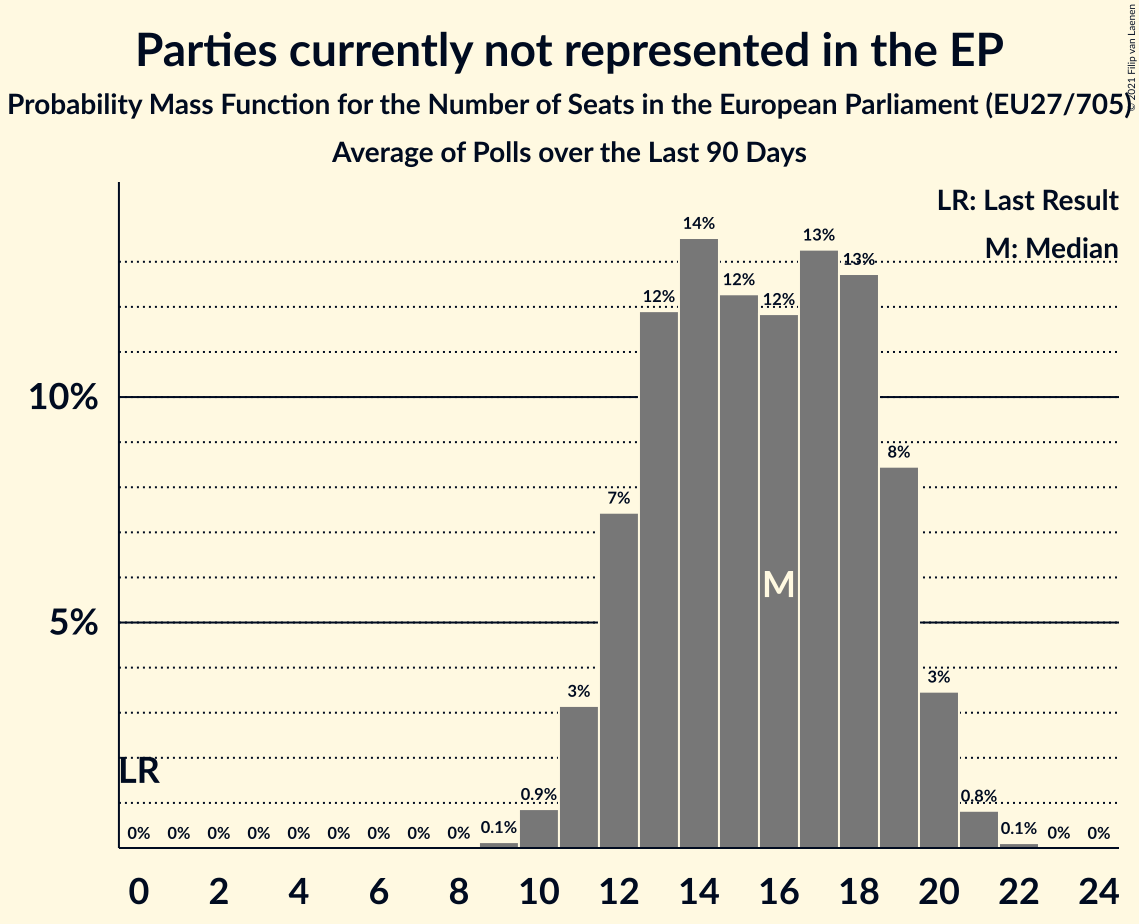 Parties currently not represented in the EP
Probability Mass Function for the Number of Seats in the European Parliament (EU27/705)
Average of Polls over the Last 90 Days
© 2021 Filip van Laenen
LR: Last Result
M: Median
10%
5%
LR
M
0% 0% 0% 0% 0% 0% 0% 0% 0% 0.1% 0.9% 3% 7% 12% 14% 12% 12% 13% 13% 8% 3% 0.8% 0.1% 0% 0%
0 2 4 6 8 10 12 14 16 18 20 22 24